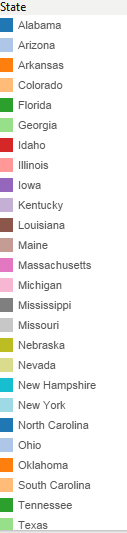 State
Alabama
Arizona
Arkansas
Colorado
Florida
Georgia
Idaho
Illinois
Iowa
Kentucky
Louisiana
Maine
Massachusetts
Michigan
Mississippi
Missouri
Nebraska
Nevada
New Hampshire
New York
North Carolina
Ohio
Oklahoma
South Carolina
Tennessee
Texas